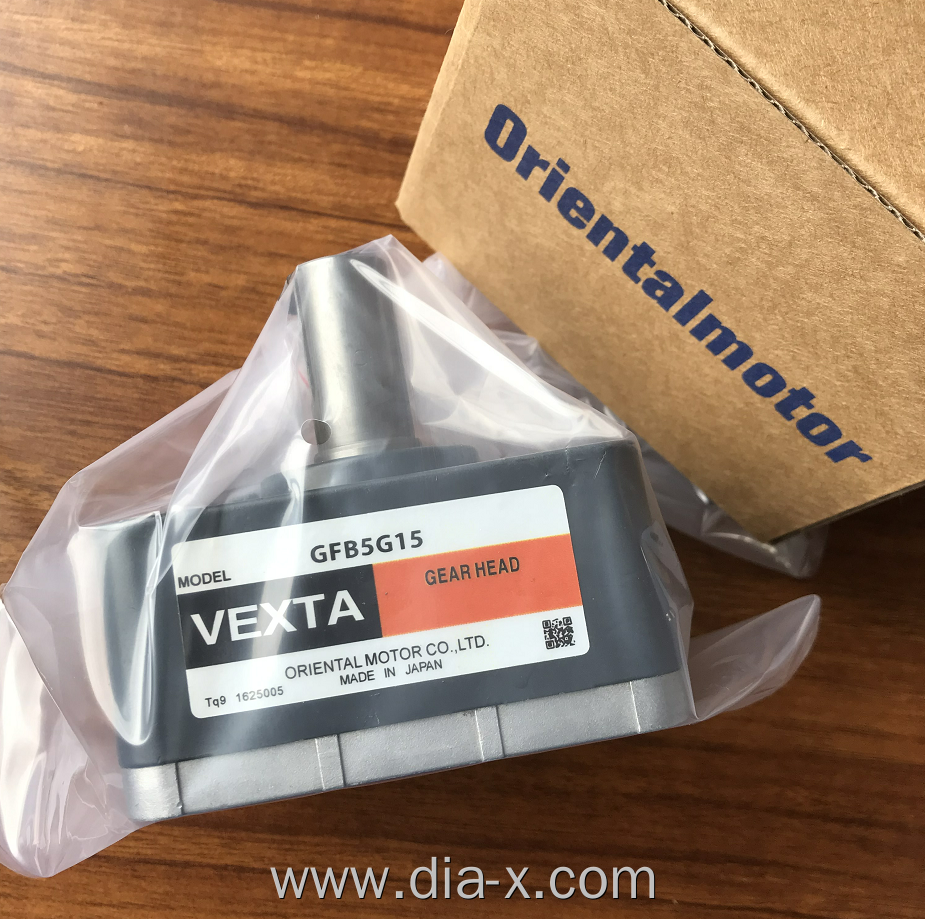 Orientalmotor
GFB5G15
MODEL
GEAR HEAD
VEXTA
ORIENTAL MOTOR CO.,LTD.
MADE IN JAPAN
Tq9 1625005
www.dia-x.com